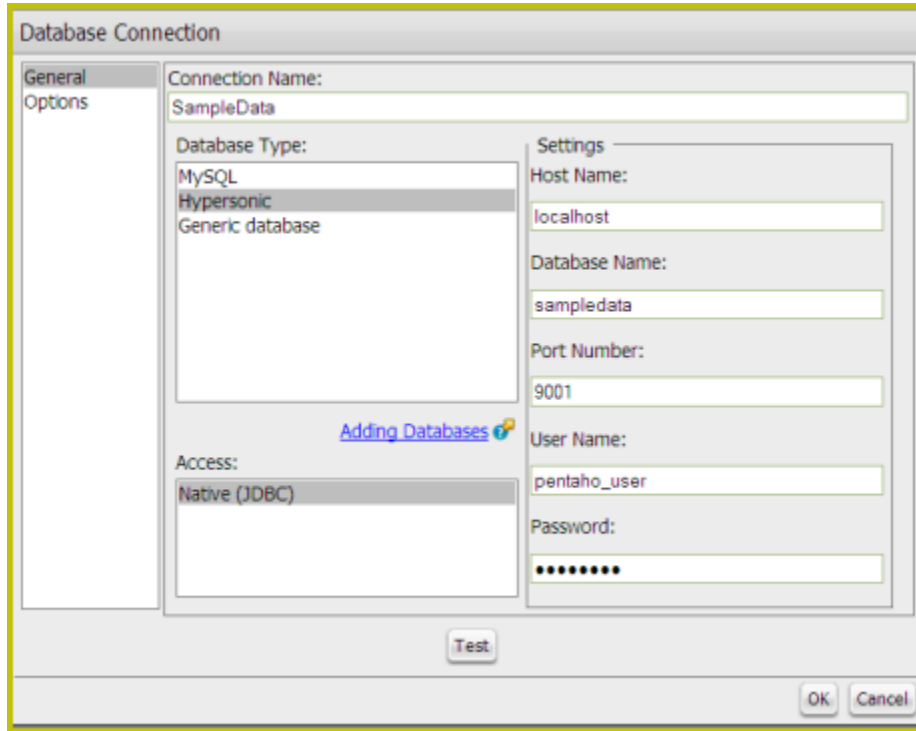 Database Connection
General
Options
Connection Name:
SampleData
Database Type:
MySQL
Hypersonic
Generic database
Adding Databases
Access:
Native (JDBC)
Settings
Host Name:
localhost
Database Name:
sampledata
Port Number:
9001
User Name:
pentaho_user
Password:
••••••••
Test
OK
Cancel